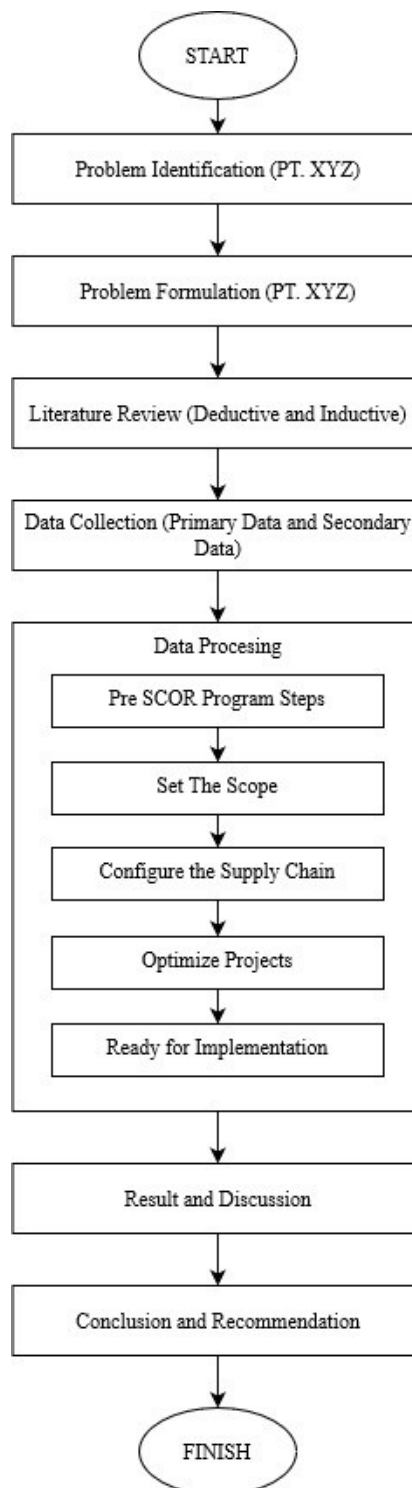 START
Problem Identification (PT. XYZ)
Problem Formulation (PT. XYZ)
Literature Review (Deductive and Inductive)
Data Collection (Primary Data and Secondary
Data)
Data Procesing
Pre SCOR Program Steps
Set The Scope
Configure the Supply Chain
Optimize Projects
Ready for Implementation
Result and Discussion
Conclusion and Recommendation
FINISH